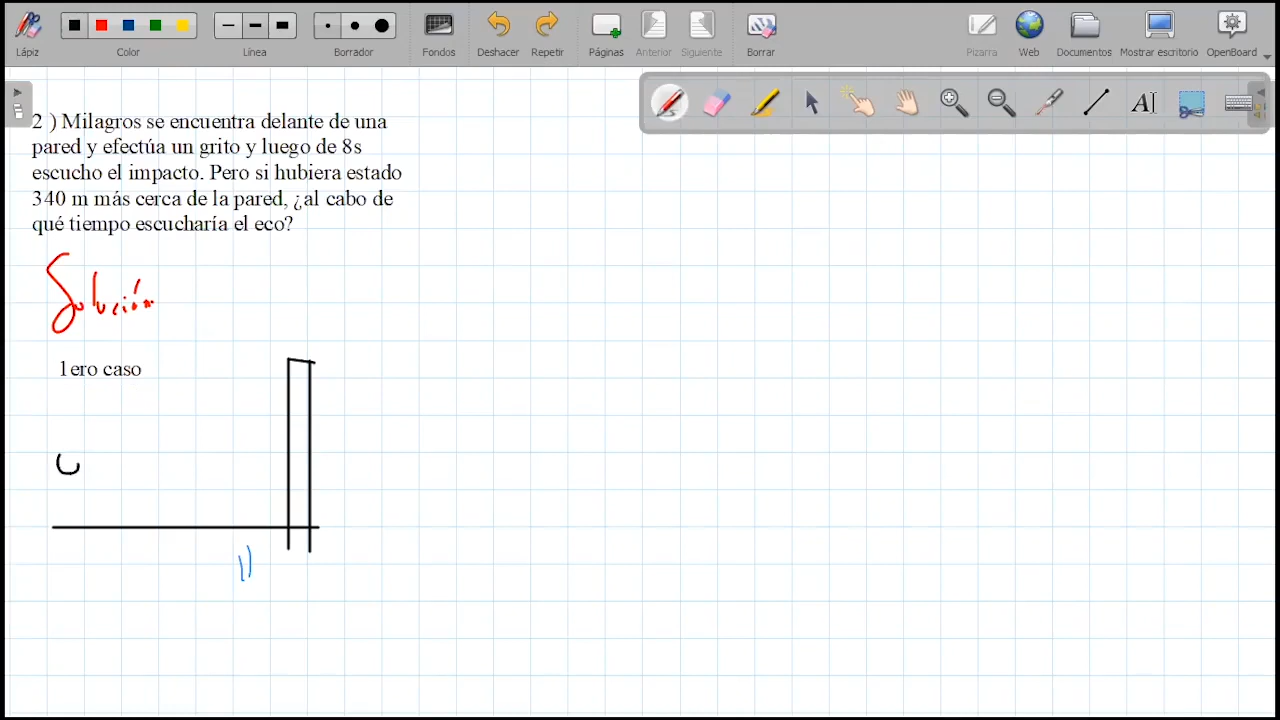 Lápiz
Color
Línea
Borrador
Fondos
Deshacer
Repetir
Páginas
Anterior
Siguiente
Borrar
Pizarra
Web
Documentos
Mostrar escritorio
OpenBoard
2 ) Milagros se encuentra delante de una
pared y efectúa un grito y luego de 8s
escucho el impacto. Pero si hubiera estado
340 m más cerca de la pared, ¿al cabo de
qué tiempo escucharía el eco?
Solución
1ero caso